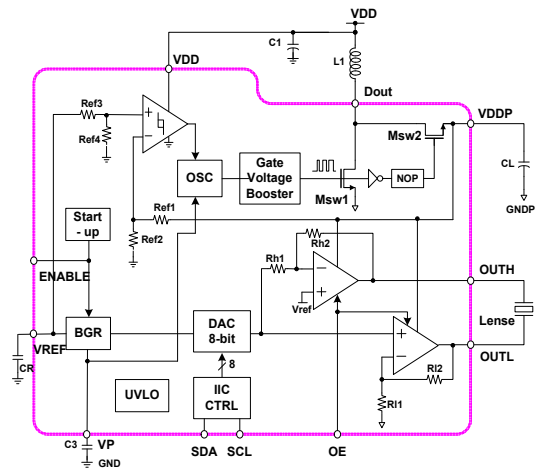 VDD
C1
L1
VDD
Dout
Ref3
Ref4
Msw2
VDDP
OSC
Gate
Voltage
Booster
NOP
CL
Msw1
GNDP
Start
- up
Ref1
Ref2
Rh2
Rh1
ENABLE
Vref
OUTH
BGR
DAC
8-bit
Lense
VREF
OUTL
CR
8
UVLO
IIC
CTRL
Rl2
Rl1
C3
VP
GND
SDA
SCL
OE